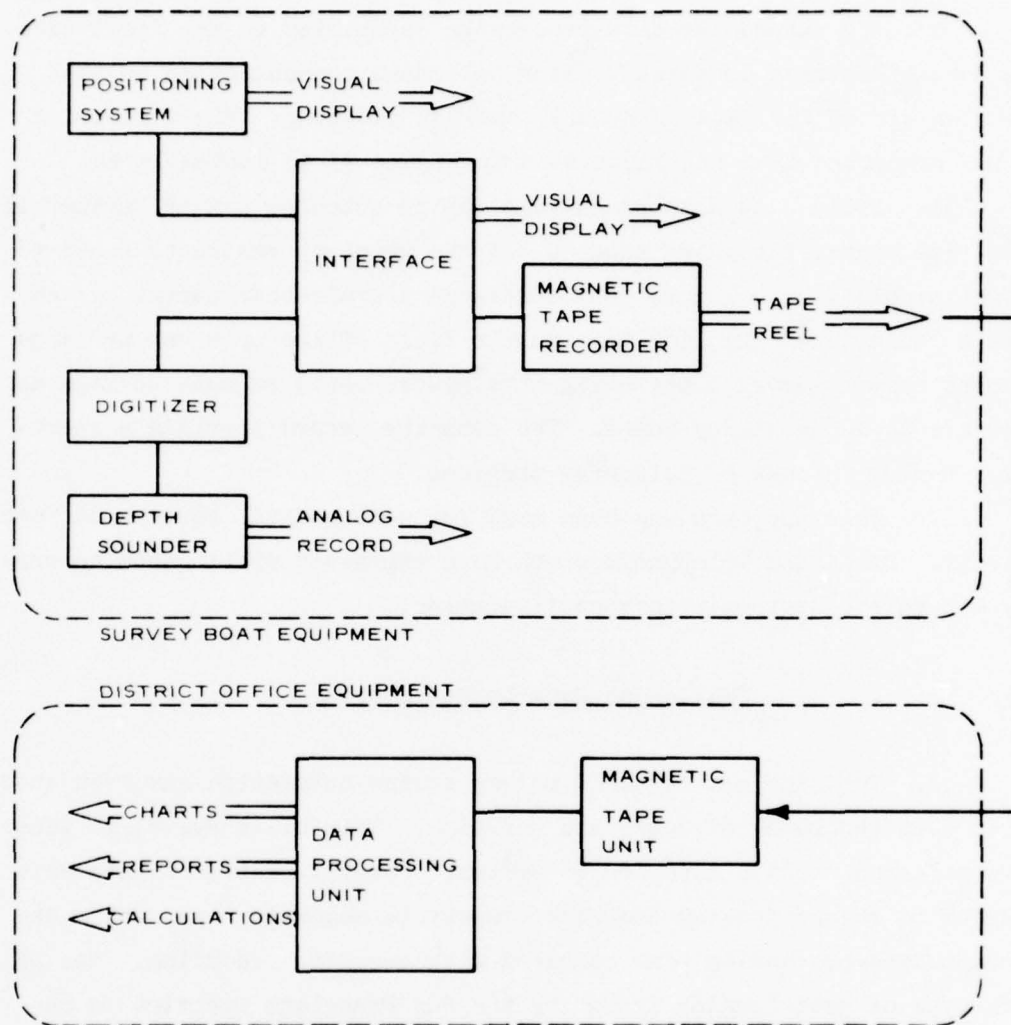 POSITIONING
SYSTEM
VISUAL
DISPLAY
INTERFACE
VISUAL
DISPLAY
MAGNETIC
TAPE
RECORDER
TAPE
REEL
DIGITIZER
DEPTH
SOUNDER
ANALOG
RECORD
SURVEY BOAT EQUIPMENT
DISTRICT OFFICE EQUIPMENT
CHARTS
REPORTS
CALCULATIONS
DATA
PROCESSING
UNIT
MAGNETIC
TAPE
UNIT